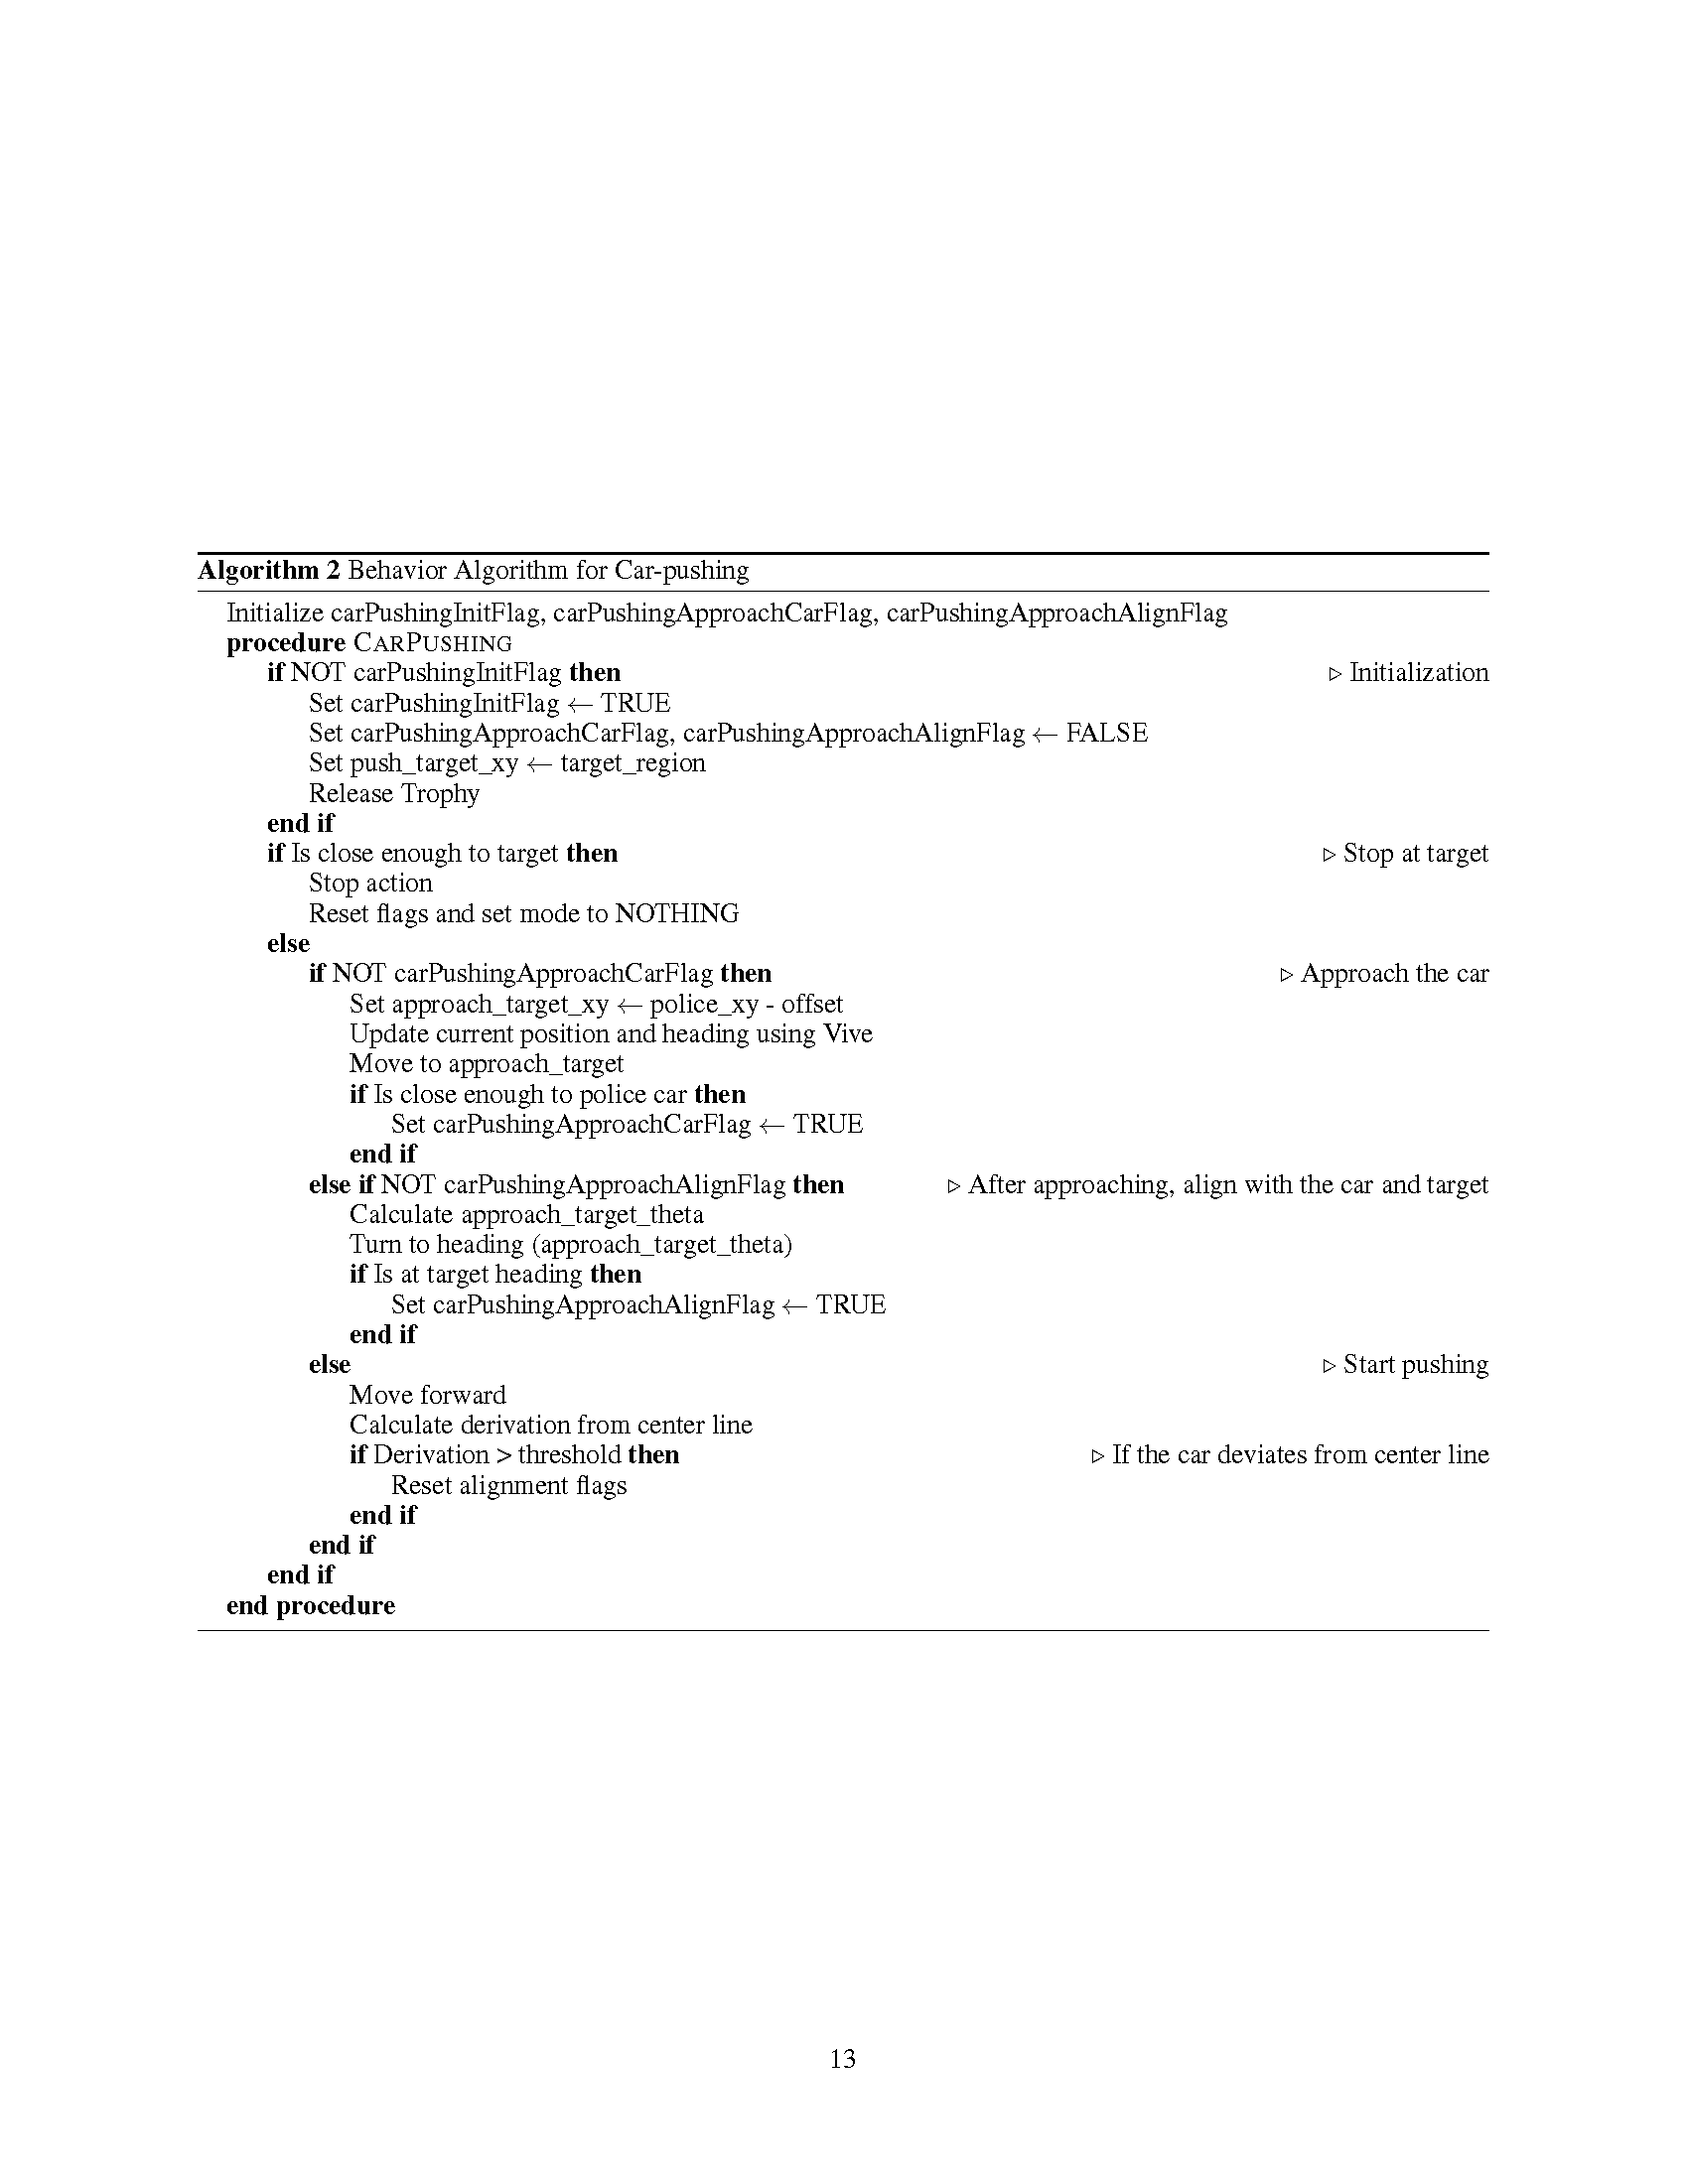 Algorithm 2 Behavior Algorithm for Car-pushing
Initialize carPushingInitFlag, carPushingApproachCarFlag, carPushingApproachAlignFlag
procedure CARPUSHING
if NOT carPushingInitFlag then ▷ Initialization
Set carPushingInitFlag ← TRUE
Set carPushingApproachCarFlag, carPushingApproachAlignFlag ← FALSE
Set push_target_xy ← target_region
Release Trophy
end if
if Is close enough to target then ▷ Stop at target
Stop action
Reset flags and set mode to NOTHING
else
if NOT carPushingApproachCarFlag then ▷ Approach the car
Set approach_target_xy ← police_xy - offset
Update current position and heading using Vive
Move to approach_target
if Is close enough to police car then
Set carPushingApproachCarFlag ← TRUE
end if
else if NOT carPushingApproachAlignFlag then ▷ After approaching, align with the car and target
Calculate approach_target_theta
Turn to heading (approach_target_theta)
if Is at target heading then
Set carPushingApproachAlignFlag ← TRUE
end if
else ▷ Start pushing
Move forward
Calculate derivation from center line
if Derivation > threshold then ▷ If the car deviates from center line
Reset alignment flags
end if
end if
end if
end procedure
13